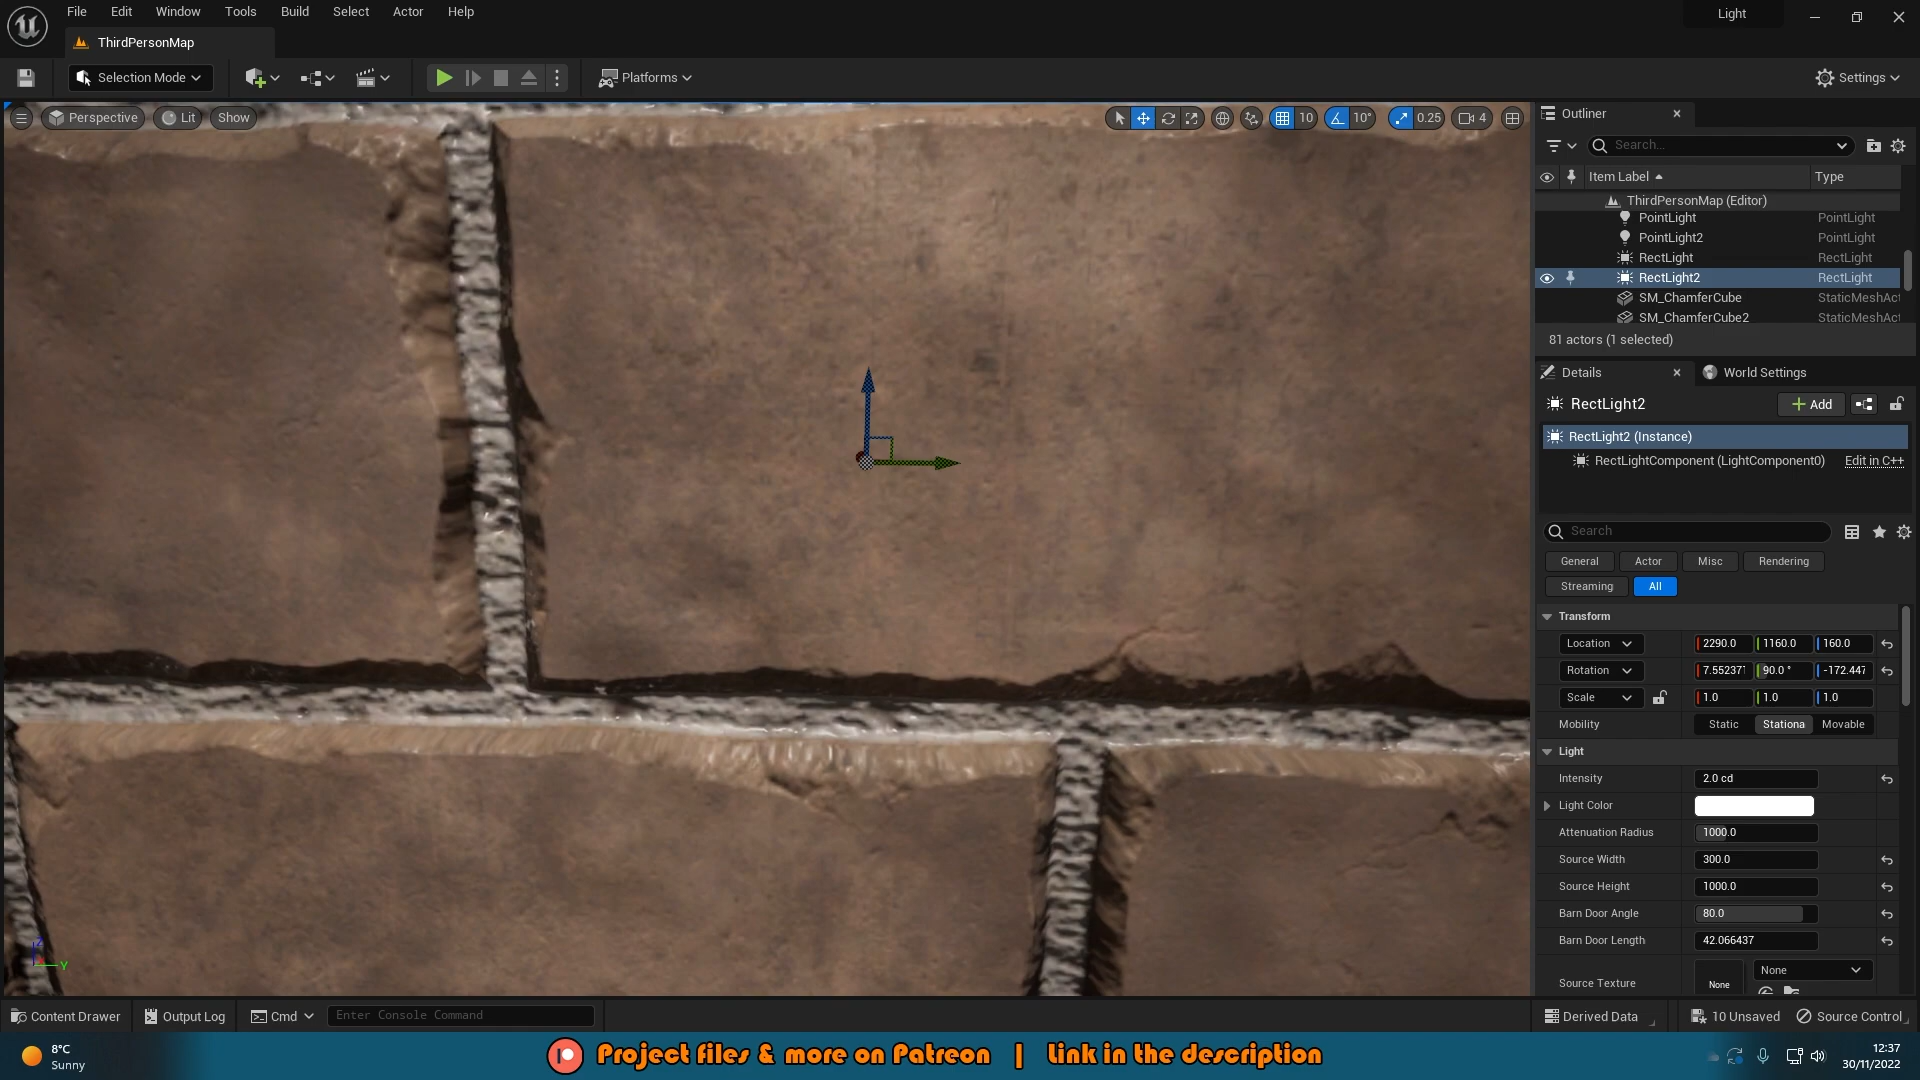 File Edit Window Tools Build Select Actor Help
Light
ThirdPersonMap
Selection Mode
Platforms
Settings
Perspective
Lit
Show
10
10°
0.25
4
Outliner
Search...
Item Label
Type
ThirdPersonMap (Editor)
PointLight PointLight
PointLight2 PointLight
RectLight RectLight
RectLight2 RectLight
SM_ChamferCube StaticMeshAct
SM_ChamferCube2 StaticMeshAct
81 actors (1 selected)
Details
World Settings
RectLight2
Add
RectLight2 (Instance)
RectLightComponent (LightComponent0) Edit in C++
Search
General Actor Misc Rendering
Streaming All
Transform
Location 2290.0 1160.0 160.0
Rotation 7.552371 90.0 ° -172.447
Scale 1.0 1.0 1.0
Mobility Static Stationa Movable
Light
Intensity 2.0 cd
Light Color
Attenuation Radius 1000.0
Source Width 300.0
Source Height 1000.0
Barn Door Angle 80.0
Barn Door Length 42.066437
Source Texture None None
Z
Y
Content Drawer
Output Log
Cmd
Enter Console Command
Derived Data
10 Unsaved
Source Control
8°C
Sunny
Project files & more on Patreon | Link in the description
12:37
30/11/2022